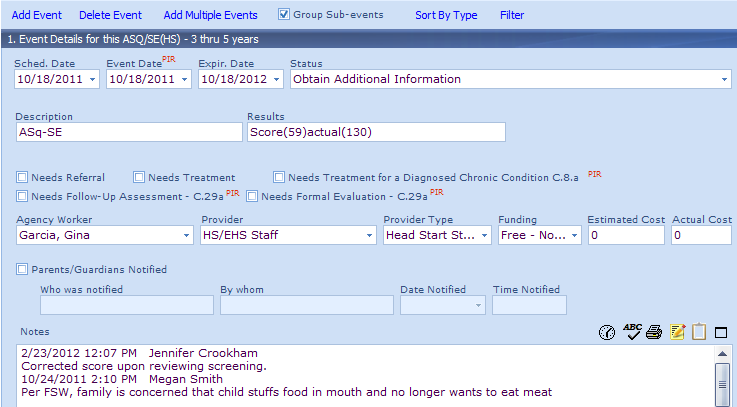 Add Event Delete Event Add Multiple Events Group Sub-events Sort By Type Filter
1. Event Details for this ASQ/SE(HS) - 3 thru 5 years
Sched. Date Event Date PIR Expir. Date Status
10/18/2011 10/18/2011 10/18/2012 Obtain Additional Information
Description Results
ASq-SE Score(59)actual(130)
Needs Referral Needs Treatment Needs Treatment for a Diagnosed Chronic Condition C.8.a PIR
Needs Follow-Up Assessment - C.29a PIR Needs Formal Evaluation - C.29a PIR
Agency Worker Provider Provider Type Funding Estimated Cost Actual Cost
Garcia, Gina HS/EHS Staff Head Start St... Free - No... 0 0
Parents/Guardians Notified
Who was notified By whom Date Notified Time Notified
Notes ABC
2/23/2012 12:07 PM Jennifer Crookham
Corrected score upon reviewing screening.
10/24/2011 2:10 PM Megan Smith
Per FSW, family is concerned that child stuffs food in mouth and no longer wants to eat meat